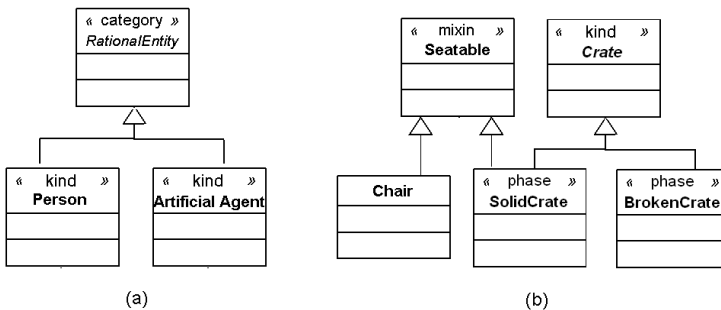 « category »
RationalEntity
« kind »
Person
« kind »
Artificial Agent
(a)
« mixin »
Seatable
« kind »
Crate
Chair
« phase »
SolidCrate
« phase »
BrokenCrate
(b)